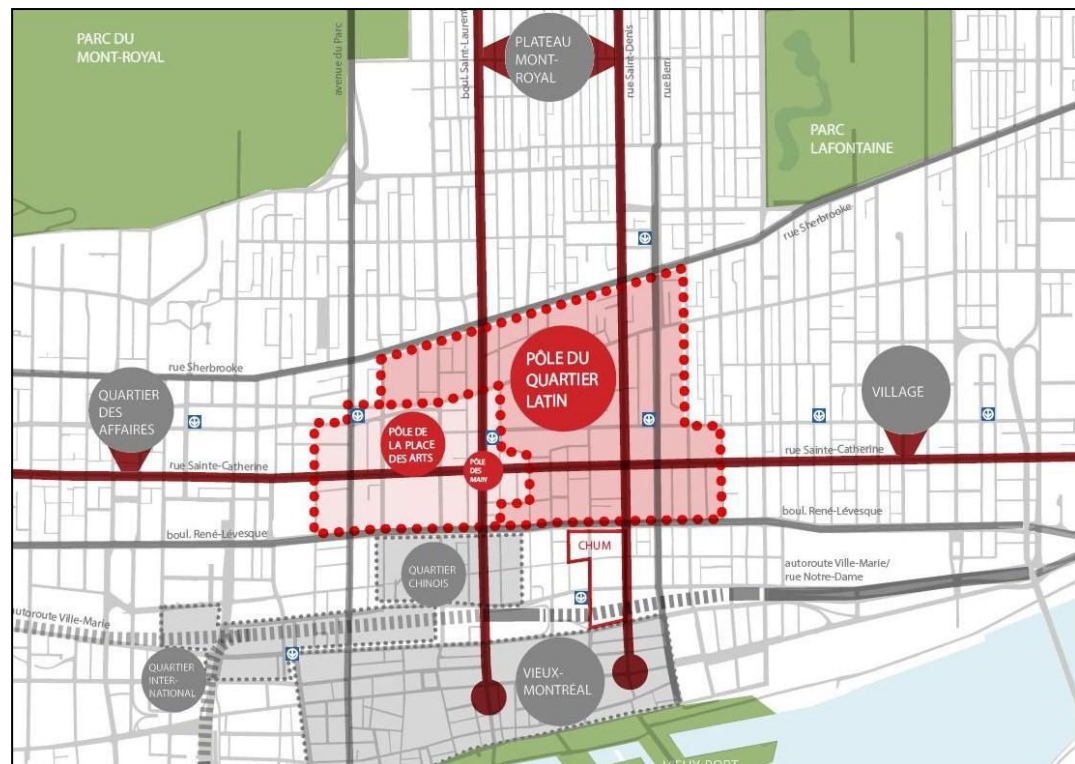 PARC DU
MONT-ROYAL
avenue du Parc
boul. Saint-Laurent
PLATEAU
MONT-
ROYAL
rue Saint-Denis
rue Berri
PARC
LAFONTAINE
rue Sherbrooke
rue Sherbrooke
QUARTIER
DES
AFFAIRES
PÔLE DU
QUARTIER
LATIN
VILLAGE
PÔLE DE
LA PLACE
DES ARTS
PÔLE
DES
MAIN
rue Sainte-Catherine
rue Sainte-Catherine
boul. René-Lévesque
boul. René-Lévesque
CHUM
QUARTIER
CHINOIS
autoroute Ville-Marie/
rue Notre-Dame
autoroute Ville-Marie
QUARTIER
INTER-
NATIONAL
VIEUX-
MONTRÉAL
VIEUX-PORT